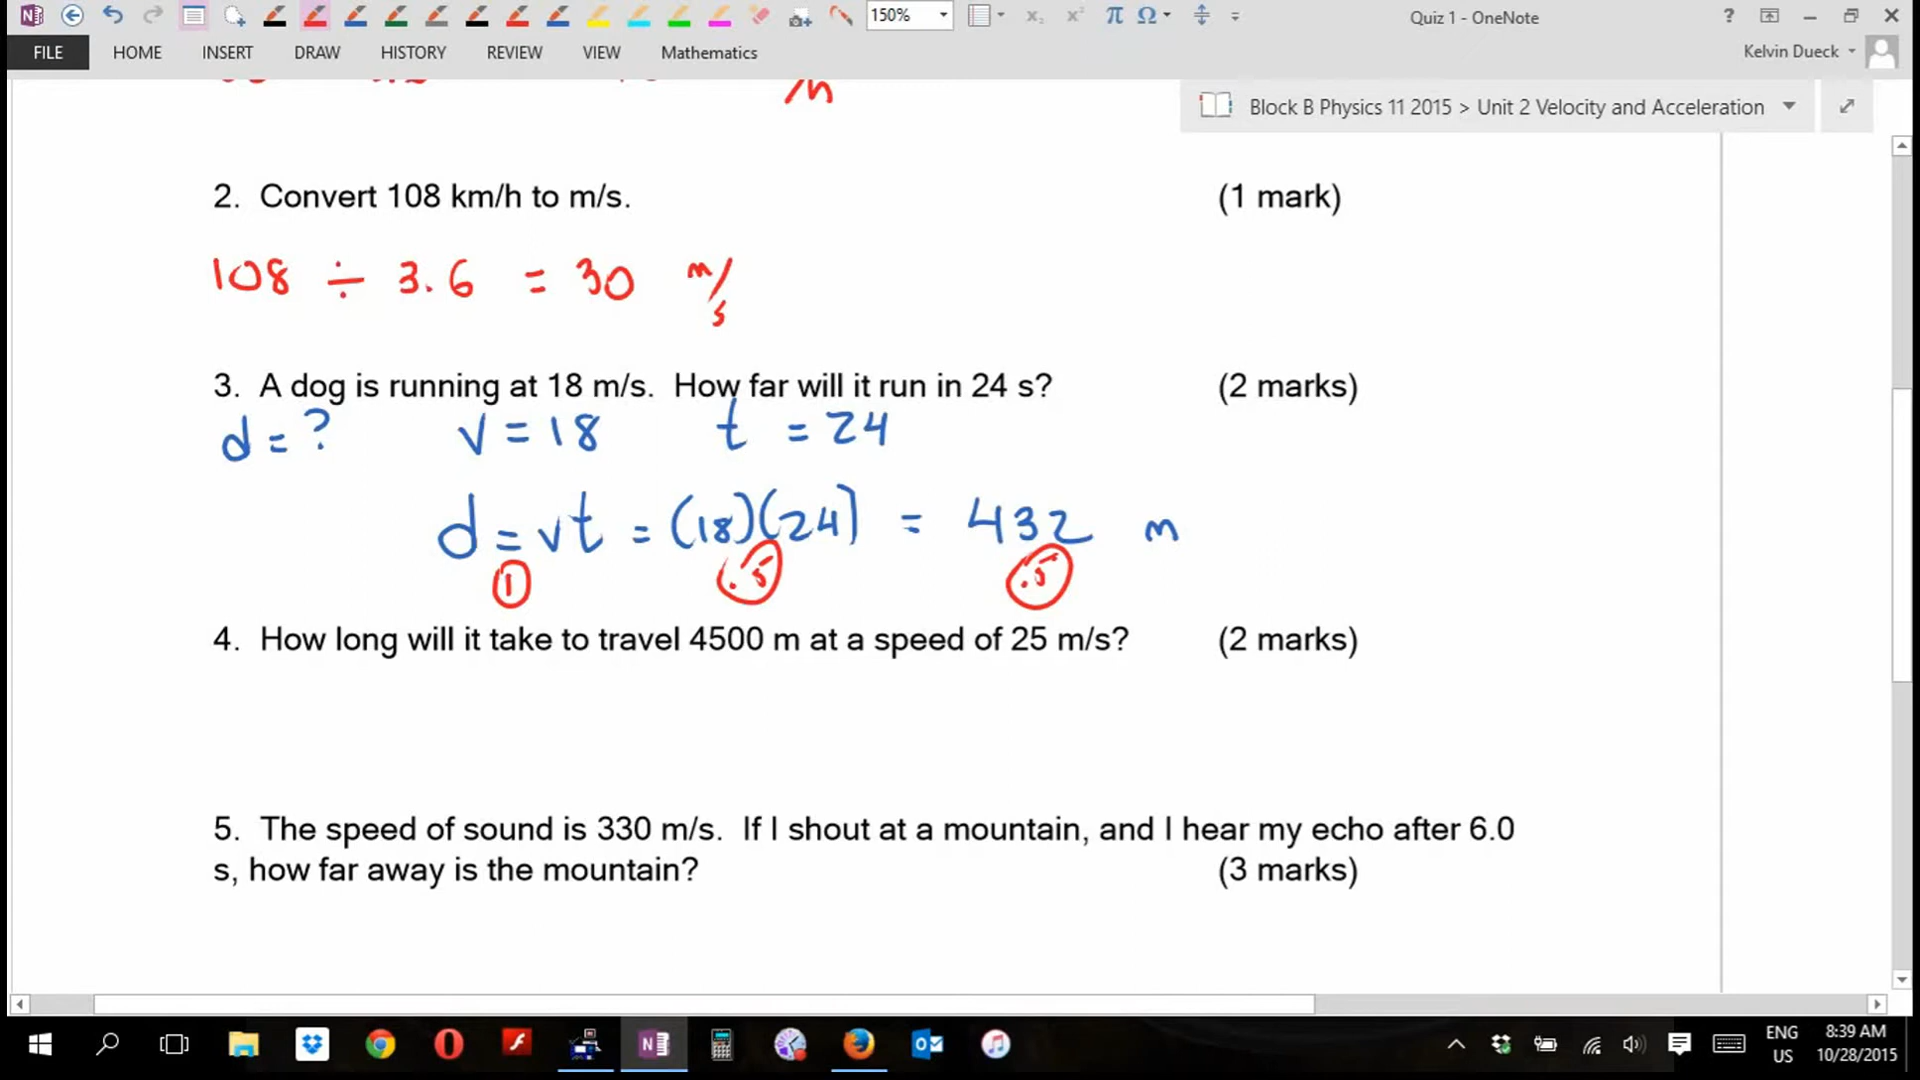 150%
Quiz 1 - OneNote
?
FILE HOME INSERT DRAW HISTORY REVIEW VIEW Mathematics
Kelvin Dueck
Block B Physics 11 2015 > Unit 2 Velocity and Acceleration
/h
2. Convert 108 km/h to m/s. (1 mark)
108 ÷ 3.6 = 30 m/s
3. A dog is running at 18 m/s. How far will it run in 24 s? (2 marks)
d = ? v = 18 t = 24
d = vt = (18)(24) = 432 m
1 .5 .5
4. How long will it take to travel 4500 m at a speed of 25 m/s? (2 marks)
5. The speed of sound is 330 m/s. If I shout at a mountain, and I hear my echo after 6.0
s, how far away is the mountain? (3 marks)
ENG 8:39 AM
US 10/28/2015